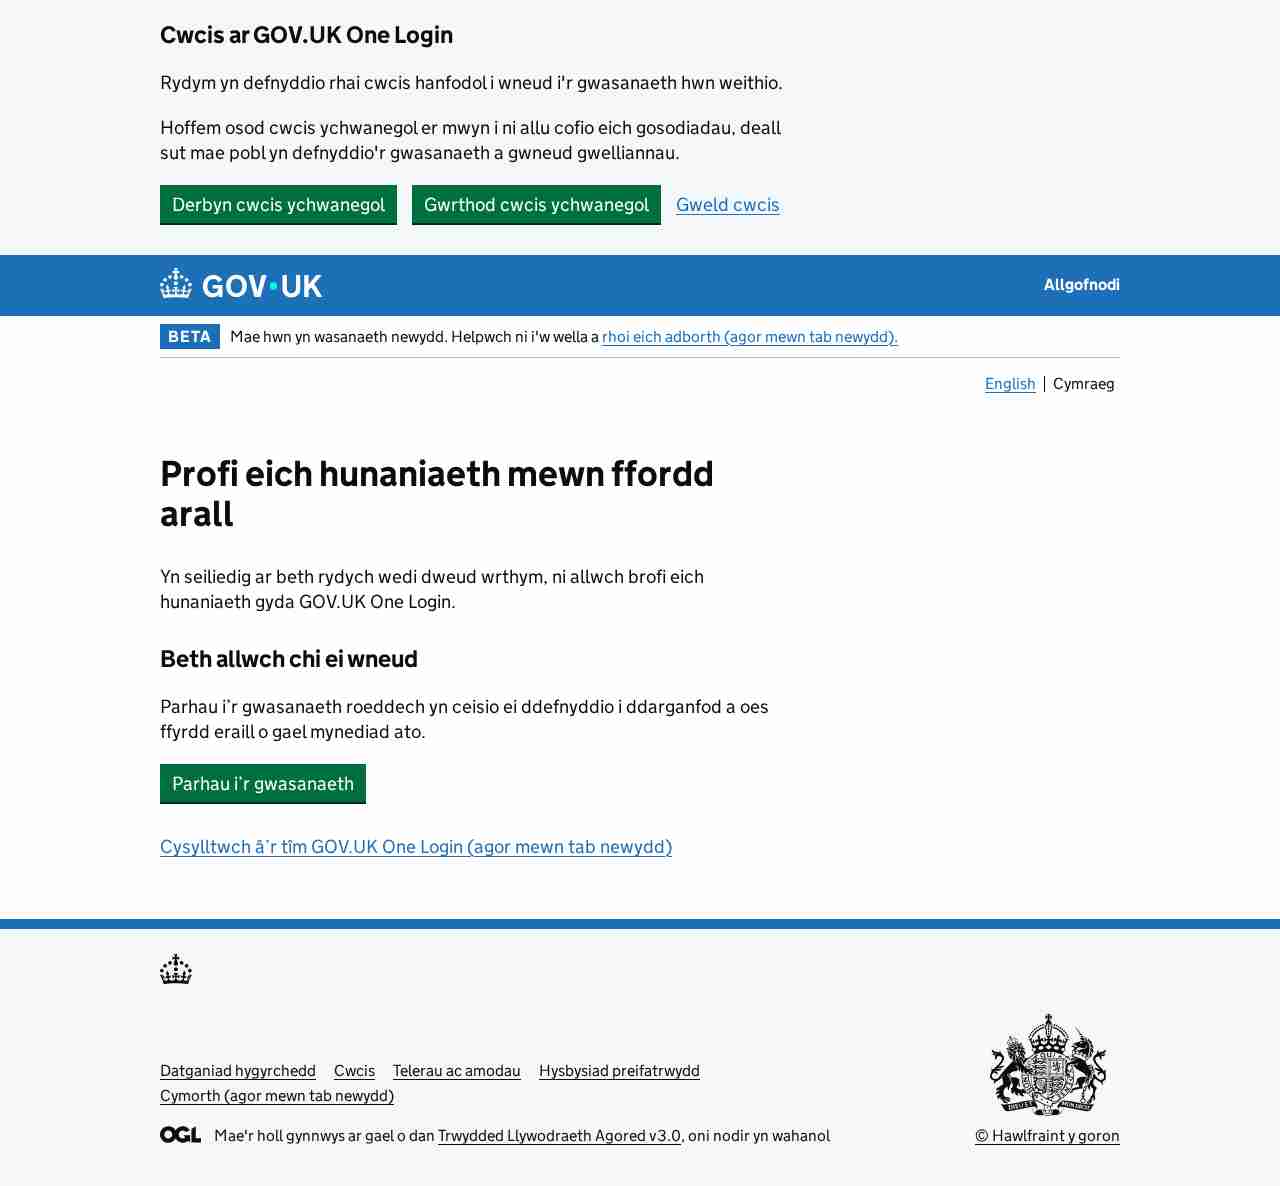 Cwcis ar GOV.UK One Login
Rydym yn defnyddio rhai cwcis hanfodol i wneud i'r gwasanaeth hwn weithio.
Hoffem osod cwcis ychwanegol er mwyn i ni allu cofio eich gosodiadau, deall
sut mae pobl yn defnyddio'r gwasanaeth a gwneud gwelliannau.
Derbyn cwcis ychwanegol Gwrthod cwcis ychwanegol Gweld cwcis
GOV·UK Allgofnodi
BETA Mae hwn yn wasanaeth newydd. Helpwch ni i'w wella a rhoi eich adborth (agor mewn tab newydd).
English Cymraeg
Profi eich hunaniaeth mewn ffordd
arall
Yn seiliedig ar beth rydych wedi dweud wrthym, ni allwch brofi eich
hunaniaeth gyda GOV.UK One Login.
Beth allwch chi ei wneud
Parhau i’r gwasanaeth roeddech yn ceisio ei ddefnyddio i ddarganfod a oes
ffyrdd eraill o gael mynediad ato.
Parhau i’r gwasanaeth
Cysylltwch â’r tîm GOV.UK One Login (agor mewn tab newydd)
Datganiad hygyrchedd Cwcis Telerau ac amodau Hysbysiad preifatrwydd
Cymorth (agor mewn tab newydd)
OGL Mae'r holl gynnwys ar gael o dan Trwydded Llywodraeth Agored v3.0, oni nodir yn wahanol
© Hawlfraint y goron